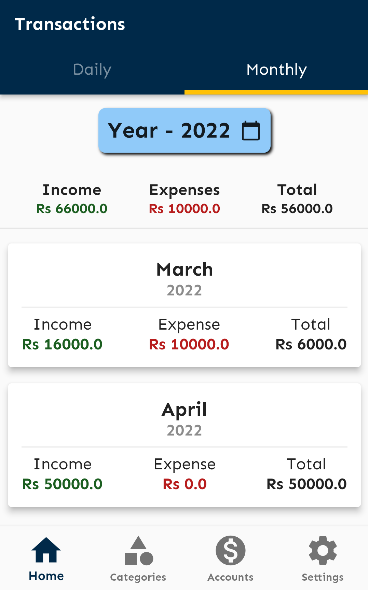 Transactions
Daily Monthly
Year - 2022
Income Expenses Total
Rs 66000.0 Rs 10000.0 Rs 56000.0
March
2022
Income Expense Total
Rs 16000.0 Rs 10000.0 Rs 6000.0
April
2022
Income Expense Total
Rs 50000.0 Rs 0.0 Rs 50000.0
Home Categories Accounts Settings